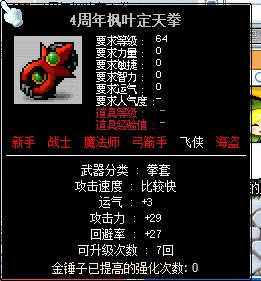 4周年枫叶定天拳
要求等级: 64
要求力量: 0
要求敏捷: 0
要求智力: 0
要求运气: 0
要求人气度: -
道具等级: -
道具经验值: -
新手 战士 魔法师 弓箭手 飞侠 海盗
武器分类: 拳套
攻击速度: 比较快
运气: +3
攻击力: +29
回避率: +27
可升级次数: 7回
金锤子已提高的强化次数: 0